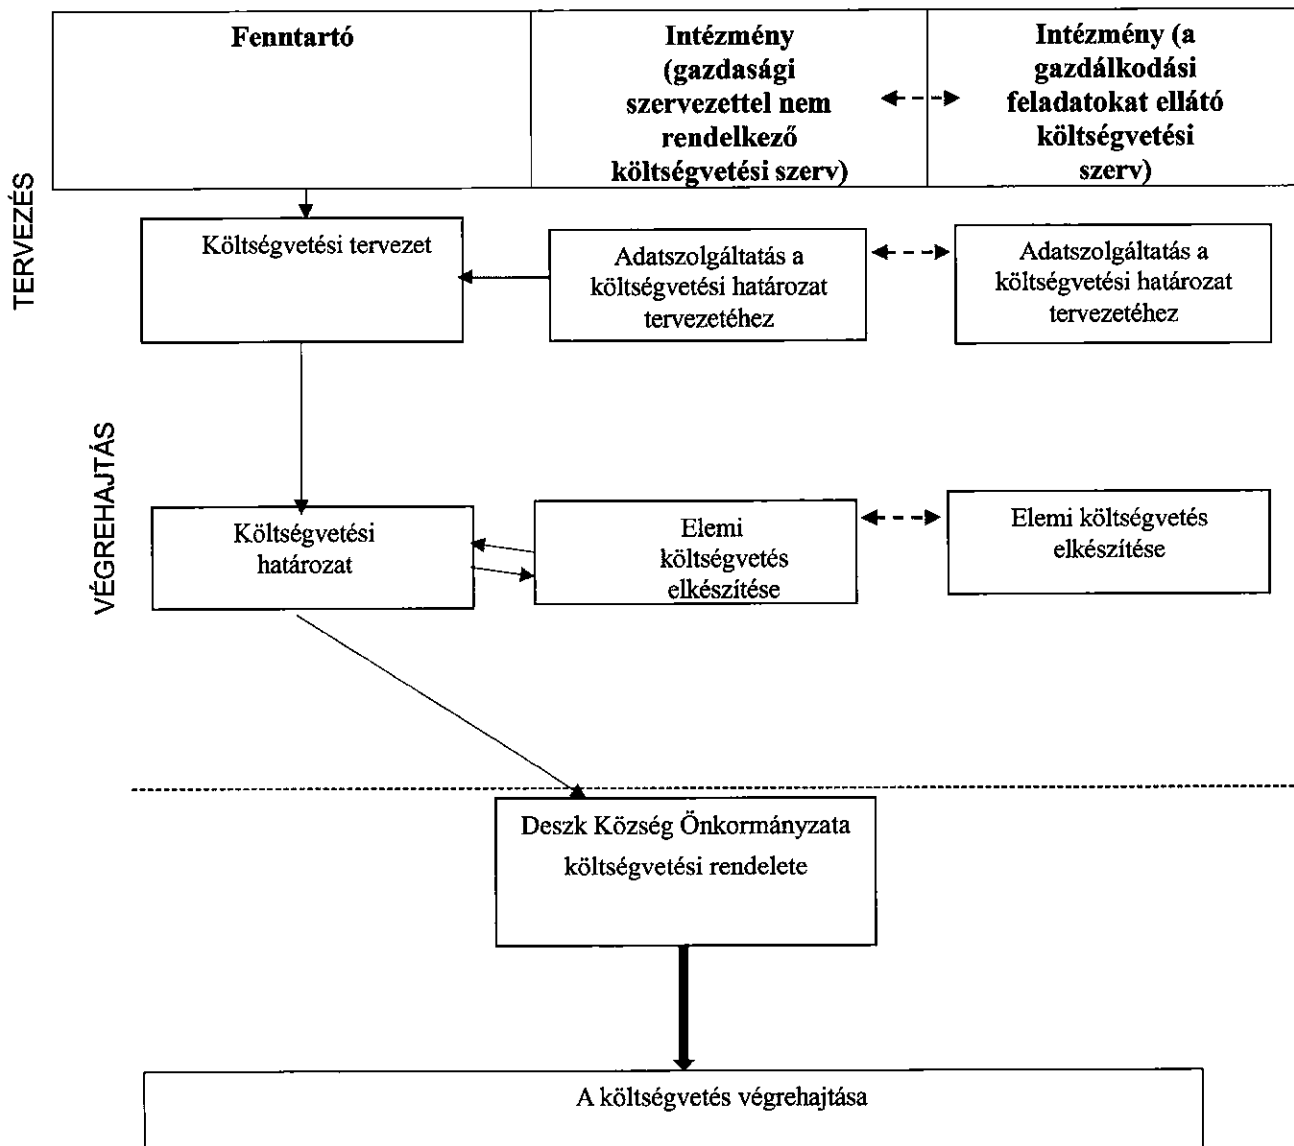 Fenntartó
Intézmény
(gazdasági
szervezettel nem
rendelkező
költségvetési szerv)
Intézmény (a
gazdálkodási
feladatokat ellátó
költségvetési
szerv)
TERVEZÉS
Költségvetési tervezet
Adatszolgáltatás a
költségvetési határozat
tervezetéhez
Adatszolgáltatás a
költségvetési határozat
tervezetéhez
VÉGREHAJTÁS
Költségvetési
határozat
Elemi
költségvetés
elkészítése
Elemi költségvetés
elkészítése
Deszk Község Önkormányzata
költségvetési rendelete
A költségvetés végrehajtása